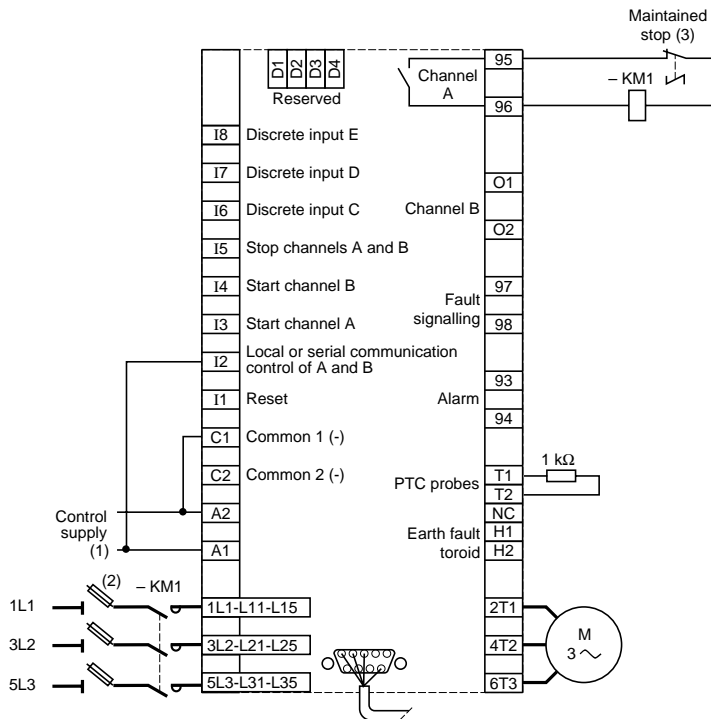 Maintained
stop (3)
D1 D2 D3 D4
Reserved
Channel
A
95
96
– KM1
I8 Discrete input E
I7 Discrete input D
I6 Discrete input C
I5 Stop channels A and B
I4 Start channel B
I3 Start channel A
I2 Local or serial communication
control of A and B
I1 Reset
C1 Common 1 (-)
C2 Common 2 (-)
A2
A1
Control
supply
(1)
Channel B
O1
O2
Fault
signalling
97
98
Alarm
93
94
PTC probes
T1
T2
1 kΩ
NC
Earth fault
toroid
H1
H2
(2)
– KM1
1L1
1L1-L11-L15
2T1
3L2
3L2-L21-L25
4T2
5L3
5L3-L31-L35
6T3
M
3